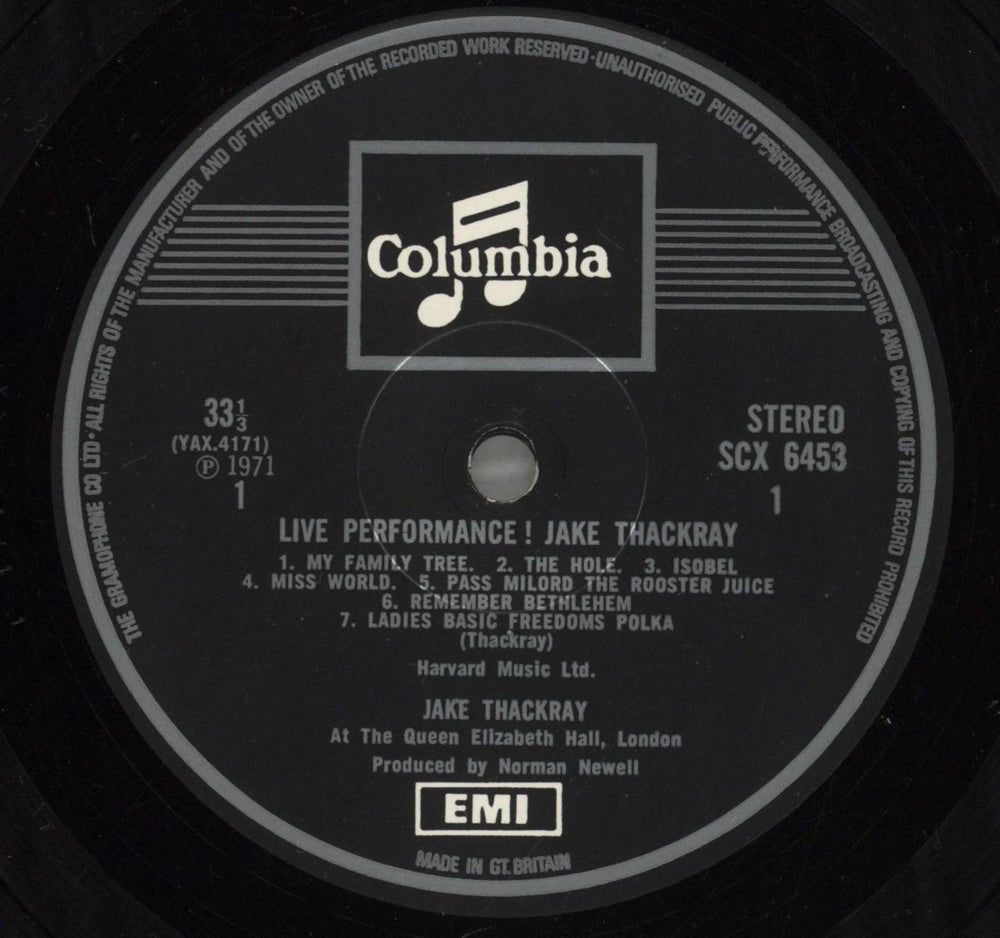 THE GRAMOPHONE CO LTD · ALL RIGHTS OF THE MANUFACTURER AND OF THE OWNER OF THE RECORDED WORK RESERVED · UNAUTHORISED PUBLIC PERFORMANCE BROADCASTING AND COPYING OF THIS RECORD PROHIBITED
Columbia
33⅓
(YAX.4171)
Ⓟ 1971
1
STEREO
SCX 6453
1
LIVE PERFORMANCE! JAKE THACKRAY
1. MY FAMILY TREE. 2. THE HOLE. 3. ISOBEL
4. MISS WORLD. 5. PASS MILORD THE ROOSTER JUICE
6. REMEMBER BETHLEHEM
7. LADIES BASIC FREEDOMS POLKA
(Thackray)
Harvard Music Ltd.
JAKE THACKRAY
At The Queen Elizabeth Hall, London
Produced by Norman Newell
EMI
MADE IN GT. BRITAIN